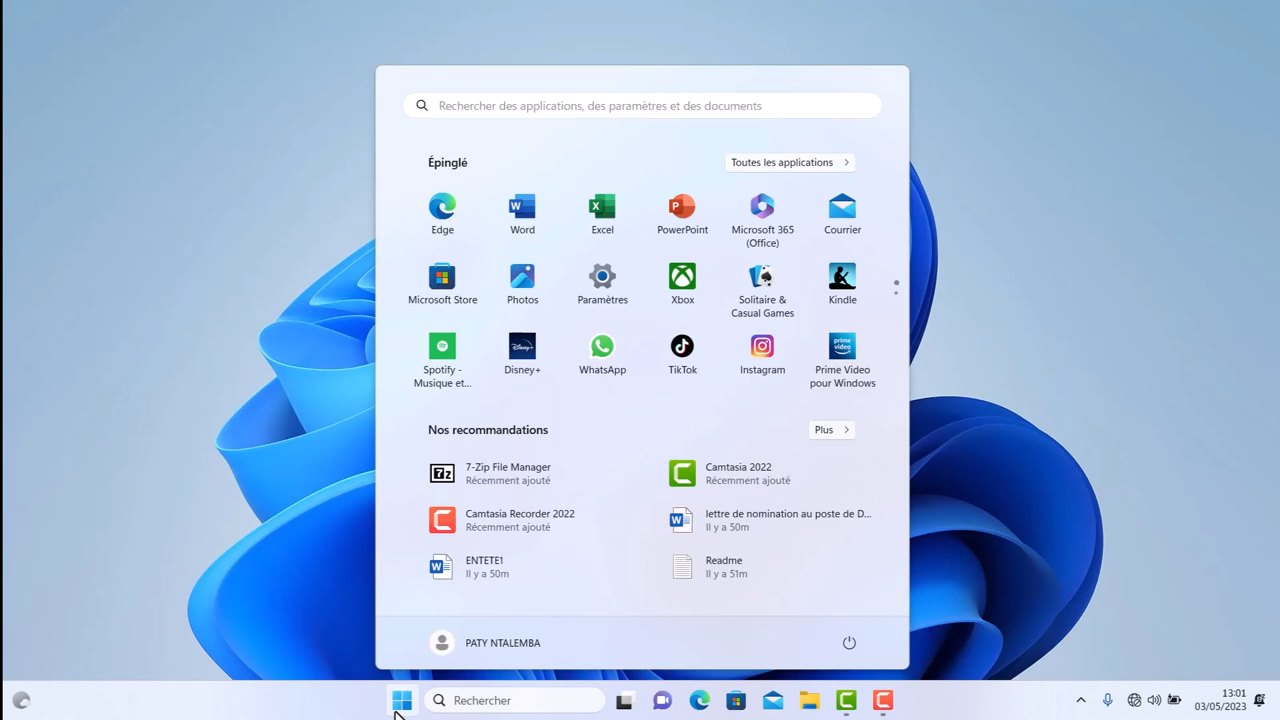 Rechercher des applications, des paramètres et des documents
Épinglé
Toutes les applications
Edge
Word
Excel
PowerPoint
Microsoft 365
(Office)
Courrier
Microsoft Store
Photos
Paramètres
Xbox
Solitaire &
Casual Games
Kindle
Spotify -
Musique et...
Disney+
WhatsApp
TikTok
Instagram
Prime Video
pour Windows
Nos recommandations
Plus
7-Zip File Manager
Récemment ajouté
Camtasia 2022
Récemment ajouté
Camtasia Recorder 2022
Récemment ajouté
lettre de nomination au poste de D...
Il y a 50m
ENTETE1
Il y a 50m
Readme
Il y a 51m
PATY NTALEMBA
Rechercher
13:01
03/05/2023